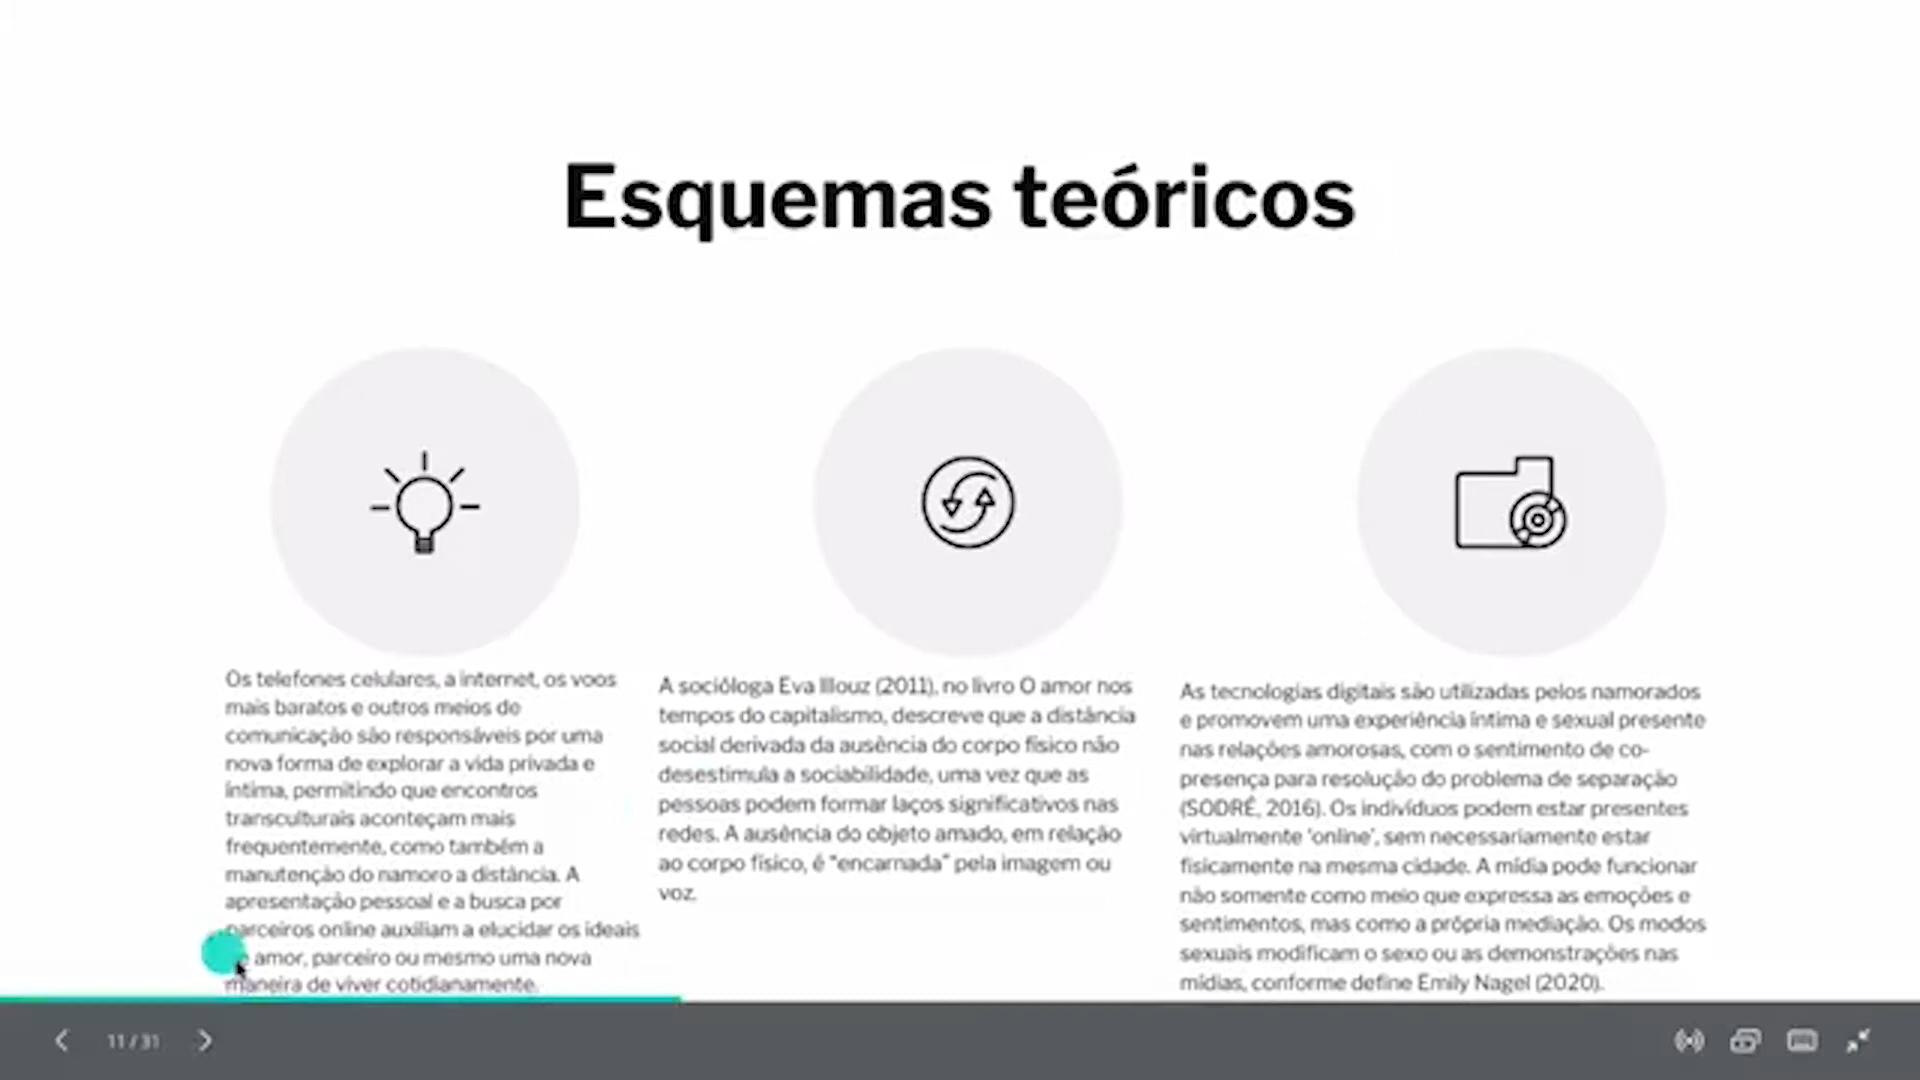 Esquemas teóricos
Os telefones celulares, a internet, os voos
mais baratos e outros meios de
comunicação são responsáveis por uma
nova forma de explorar a vida privada e
íntima, permitindo que encontros
transculturais aconteçam mais
frequentemente, como também a
manutenção do namoro a distância. A
apresentação pessoal e a busca por
parceiros online auxiliam a elucidar os ideais
amor, parceiro ou mesmo uma nova
maneira de viver cotidianamente.
A socióloga Eva Illouz (2011), no livro O amor nos
tempos do capitalismo, descreve que a distância
social derivada da ausência do corpo físico não
desestimula a sociabilidade, uma vez que as
pessoas podem formar laços significativos nas
redes. A ausência do objeto amado, em relação
ao corpo físico, é “encarnada” pela imagem ou
voz.
As tecnologias digitais são utilizadas pelos namorados
e promovem uma experiência íntima e sexual presente
nas relações amorosas, com o sentimento de co-
presença para resolução do problema de separação
(SODRÉ, 2016). Os indivíduos podem estar presentes
virtualmente ‘online’, sem necessariamente estar
fisicamente na mesma cidade. A mídia pode funcionar
não somente como meio que expressa as emoções e
sentimentos, mas como a própria mediação. Os modos
sexuais modificam o sexo ou as demonstrações nas
mídias, conforme define Emily Nagel (2020).
11 / 31